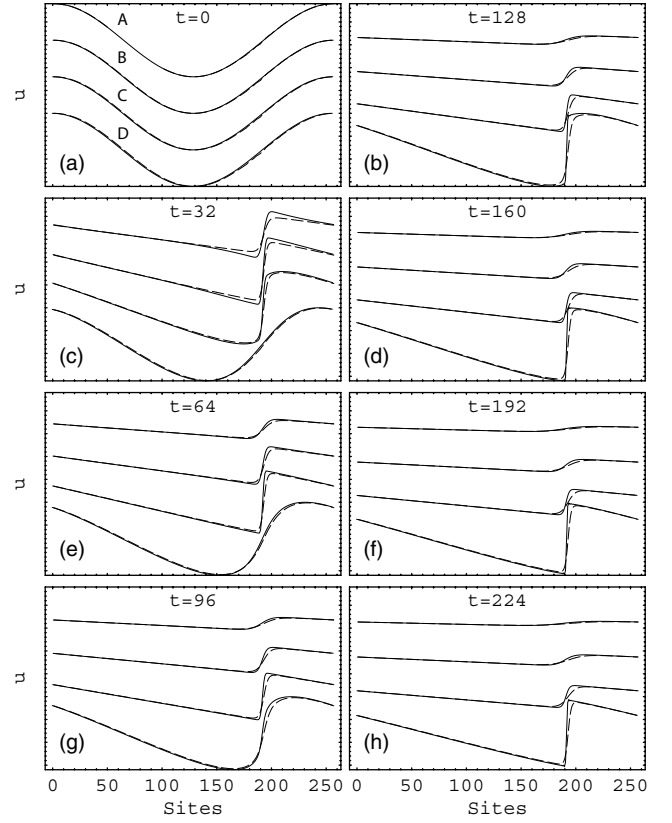 t=0
A
B
C
D
(a)
u
t=128
(b)
t=32
(c)
u
t=160
(d)
t=64
(e)
u
t=192
(f)
t=96
(g)
u
t=224
(h)
0 50 100 150 200 250
Sites
0 50 100 150 200 250
Sites